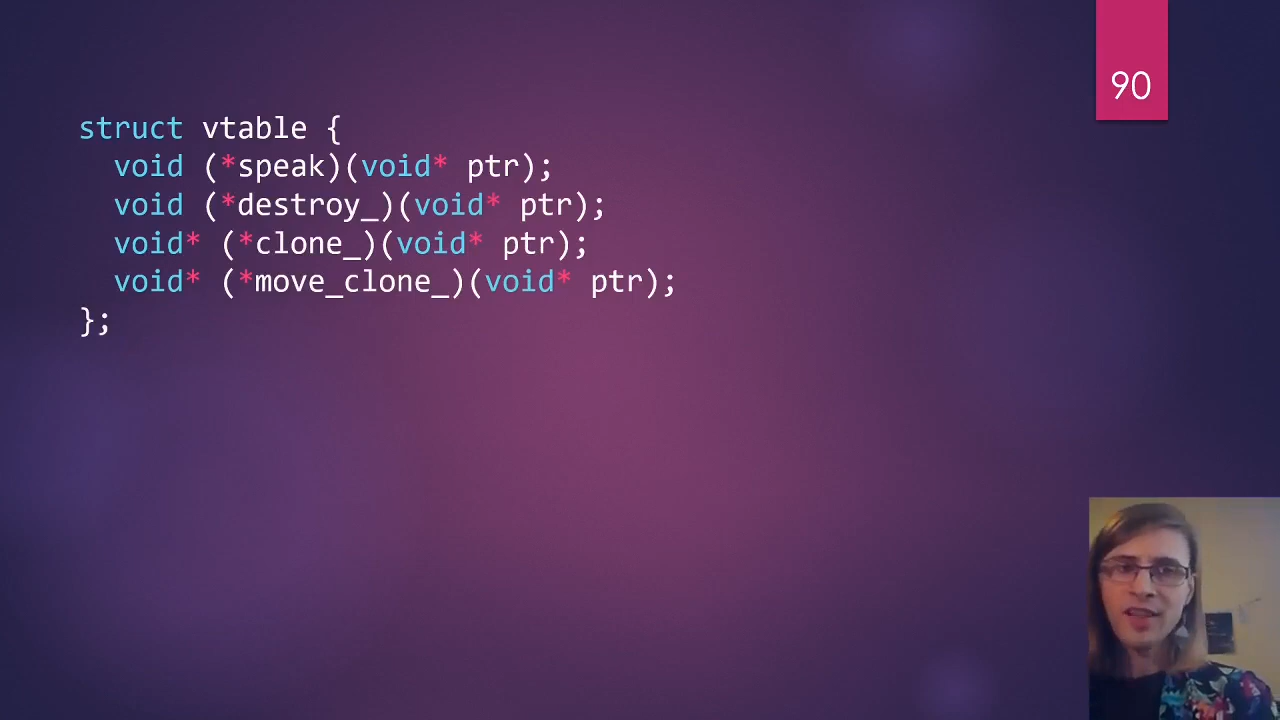 90
struct vtable {
  void (*speak)(void* ptr);
  void (*destroy_)(void* ptr);
  void* (*clone_)(void* ptr);
  void* (*move_clone_)(void* ptr);
};